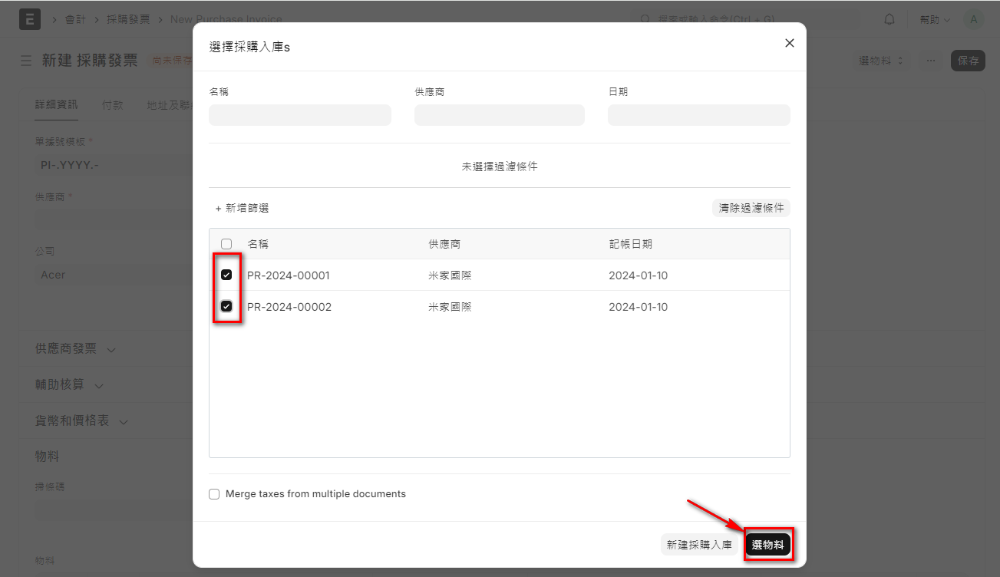 E > 會計 > 採購發票 > New Purchase Invoice
搜索或輸入命令(Ctrl + G)
幫助
A
新建 採購發票
尚未保存
選物料
...
保存
詳細資訊
付款
地址及聯
單據號模板 *
PI-.YYYY.-
供應商 *
公司
Acer
供應商發票
輔助核算
貨幣和價格表
物料
掃條碼
物料
選擇採購入庫s
名稱
供應商
日期
未選擇過濾條件
+ 新增篩選
清除過濾條件
名稱 供應商 記帳日期
PR-2024-00001 米家國際 2024-01-10
PR-2024-00002 米家國際 2024-01-10
Merge taxes from multiple documents
新建採購入庫
選物料